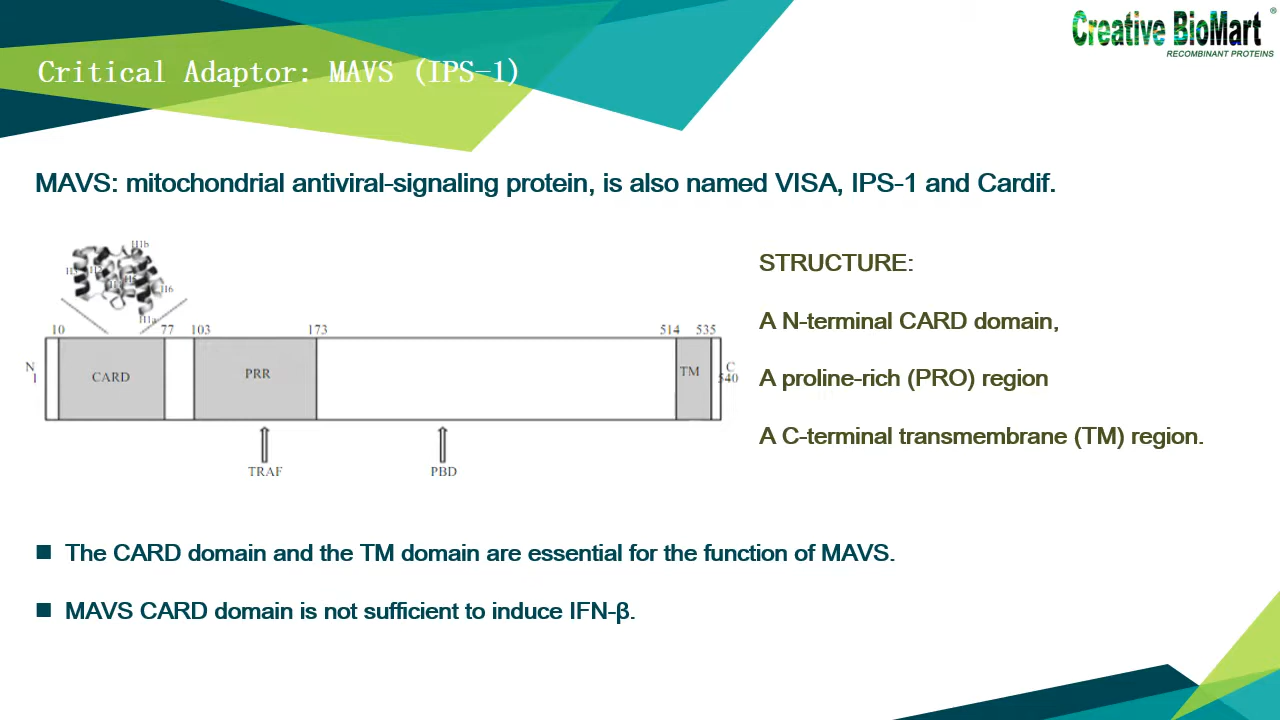 Creative BioMart ®
RECOMBINANT PROTEINS
Critical Adaptor: MAVS (IPS-1)
MAVS: mitochondrial antiviral-signaling protein, is also named VISA, IPS-1 and Cardif.
H1b
H6
H1a
10 77 103 173 514 535
N
1
CARD
PRR
TM
C
540
TRAF
PBD
STRUCTURE:
A N-terminal CARD domain,
A proline-rich (PRO) region
A C-terminal transmembrane (TM) region.
■ The CARD domain and the TM domain are essential for the function of MAVS.
■ MAVS CARD domain is not sufficient to induce IFN-β.